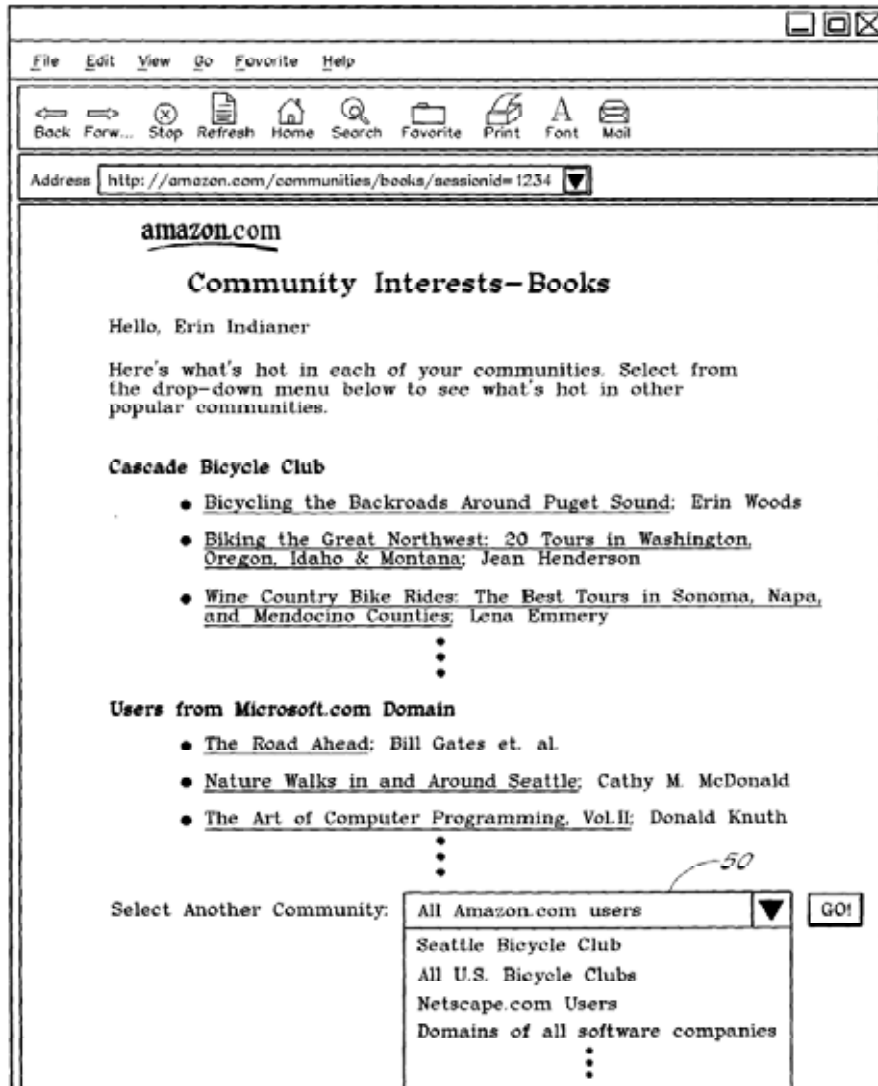 File Edit View Go Favorite Help
Back Forw... Stop Refresh Home Search Favorite Print Font Mail
Address http://amazon.com/communities/books/sessionid=1234
amazon.com
Community Interests-Books
Hello, Erin Indianer
Here's what's hot in each of your communities. Select from
the drop-down menu below to see what's hot in other
popular communities.
Cascade Bicycle Club
• Bicycling the Backroads Around Puget Sound; Erin Woods
• Biking the Great Northwest: 20 Tours in Washington,
Oregon, Idaho & Montana; Jean Henderson
• Wine Country Bike Rides: The Best Tours in Sonoma, Napa,
and Mendocino Counties; Lena Emmery
Users from Microsoft.com Domain
• The Road Ahead; Bill Gates et. al.
• Nature Walks in and Around Seattle; Cathy M. McDonald
• The Art of Computer Programming, Vol.II; Donald Knuth
50
Select Another Community: All Amazon.com users GO!
Seattle Bicycle Club
All U.S. Bicycle Clubs
Netscape.com Users
Domains of all software companies